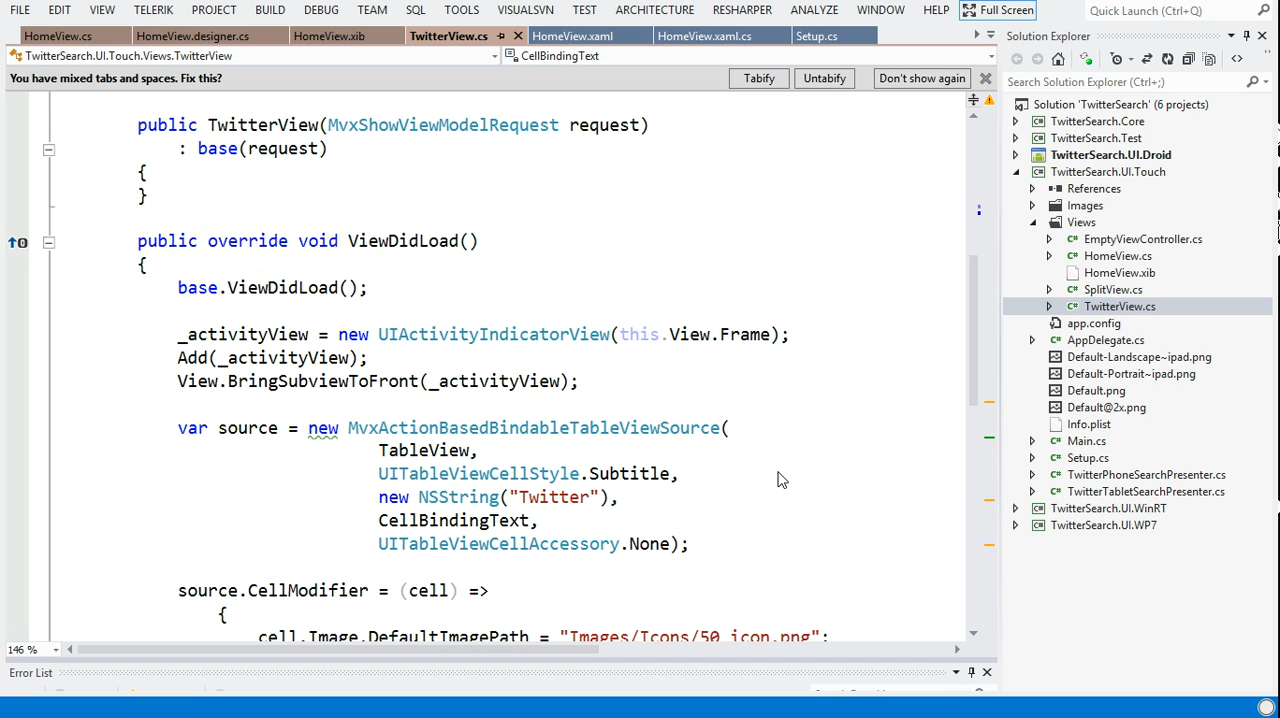 FILE EDIT VIEW TELERIK PROJECT BUILD DEBUG TEAM SQL TOOLS VISUALSVN TEST ARCHITECTURE RESHARPER ANALYZE WINDOW HELP Full Screen Quick Launch (Ctrl+Q)
HomeView.cs HomeView.designer.cs HomeView.xib TwitterView.cs HomeView.xaml HomeView.xaml.cs Setup.cs
TwitterSearch.UI.Touch.Views.TwitterView CellBindingText
You have mixed tabs and spaces. Fix this? Tabify Untabify Don't show again
public TwitterView(MvxShowViewModelRequest request)
: base(request)
{
}
public override void ViewDidLoad()
{
base.ViewDidLoad();
_activityView = new UIActivityIndicatorView(this.View.Frame);
Add(_activityView);
View.BringSubviewToFront(_activityView);
var source = new MvxActionBasedBindableTableViewSource(
TableView,
UITableViewCellStyle.Subtitle,
new NSString("Twitter"),
CellBindingText,
UITableViewCellAccessory.None);
source.CellModifier = (cell) =>
{
cell.Image.DefaultImagePath = "Images/Icons/50_icon.png";
146 %
Error List
Solution Explorer
Search Solution Explorer (Ctrl+;)
Solution 'TwitterSearch' (6 projects)
TwitterSearch.Core
TwitterSearch.Test
TwitterSearch.UI.Droid
TwitterSearch.UI.Touch
References
Images
Views
EmptyViewController.cs
HomeView.cs
HomeView.xib
SplitView.cs
TwitterView.cs
app.config
AppDelegate.cs
Default-Landscape~ipad.png
Default-Portrait~ipad.png
Default.png
Default@2x.png
Info.plist
Main.cs
Setup.cs
TwitterPhoneSearchPresenter.cs
TwitterTabletSearchPresenter.cs
TwitterSearch.UI.WinRT
TwitterSearch.UI.WP7